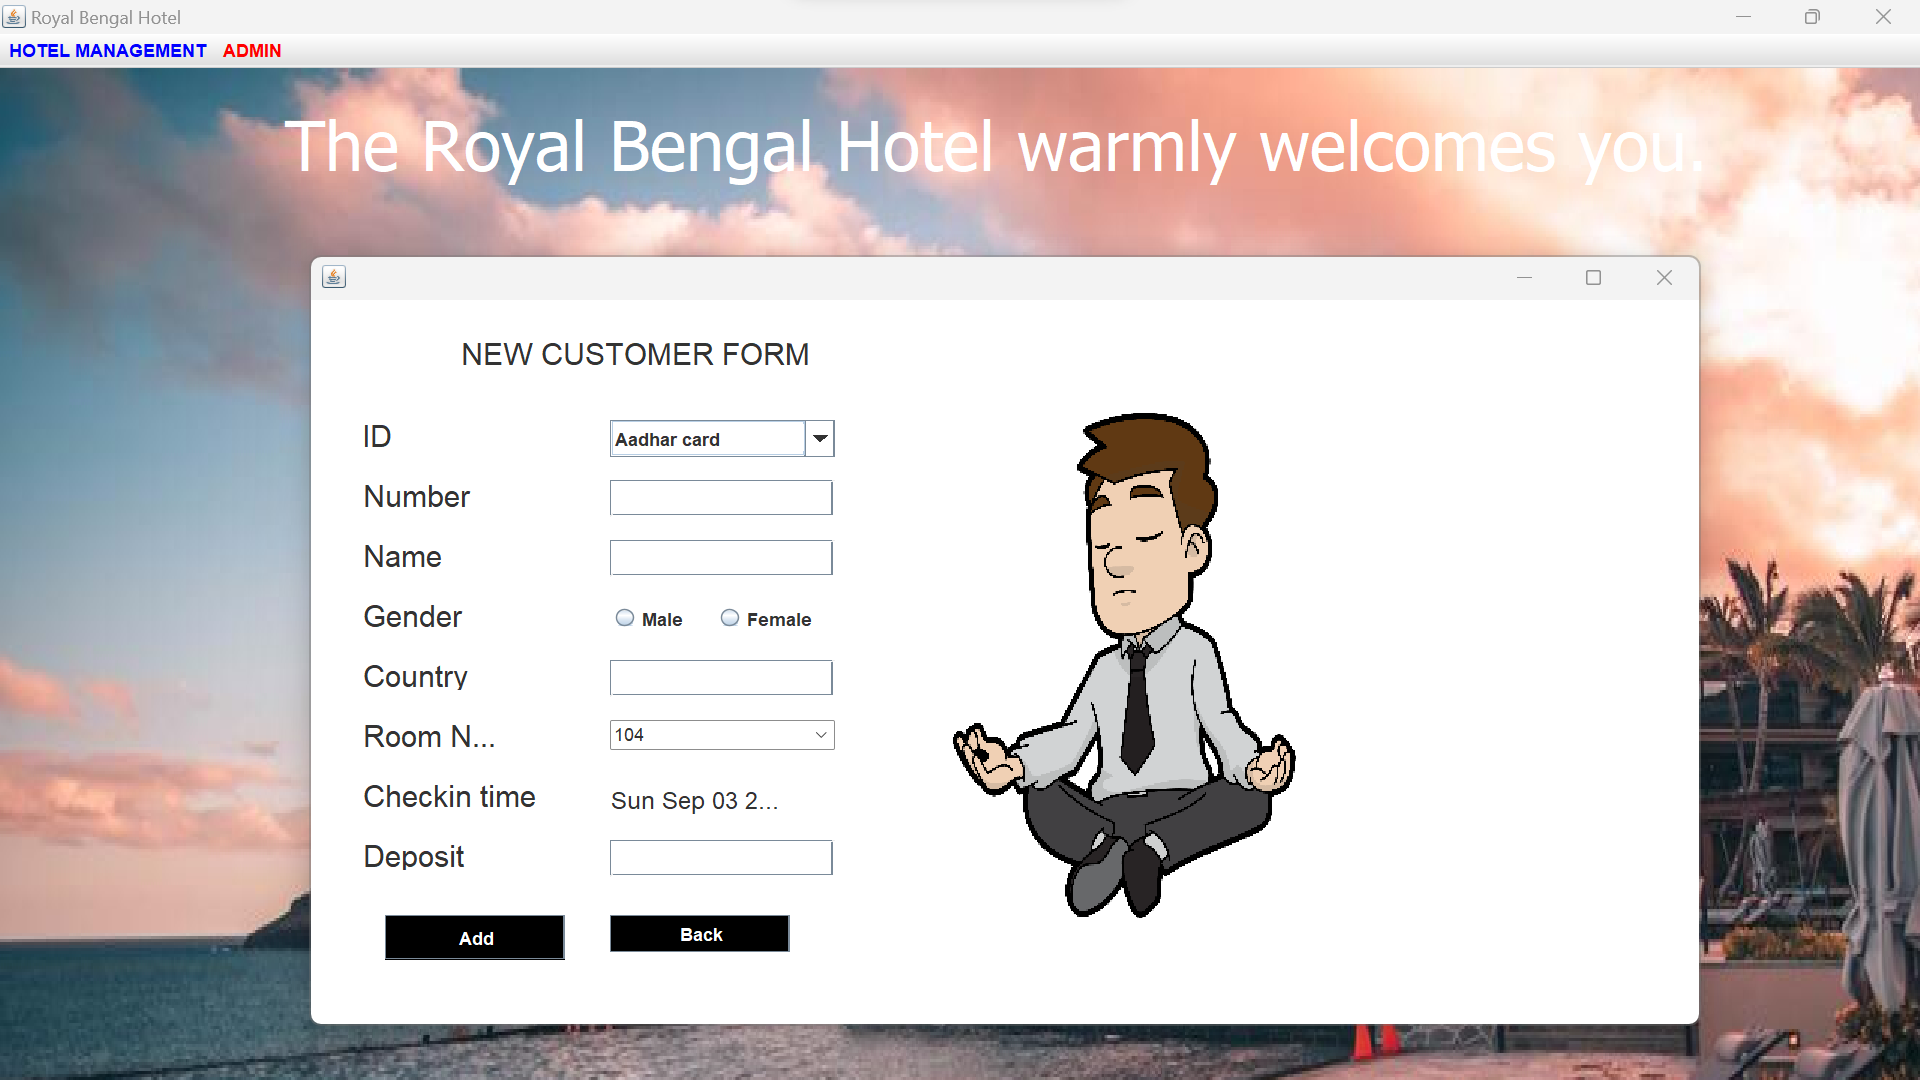 Royal Bengal Hotel
HOTEL MANAGEMENT ADMIN
The Royal Bengal Hotel warmly welcomes you.
NEW CUSTOMER FORM
ID Aadhar card
Number
Name
Gender Male Female
Country
Room N... 104
Checkin time Sun Sep 03 2...
Deposit
Add Back